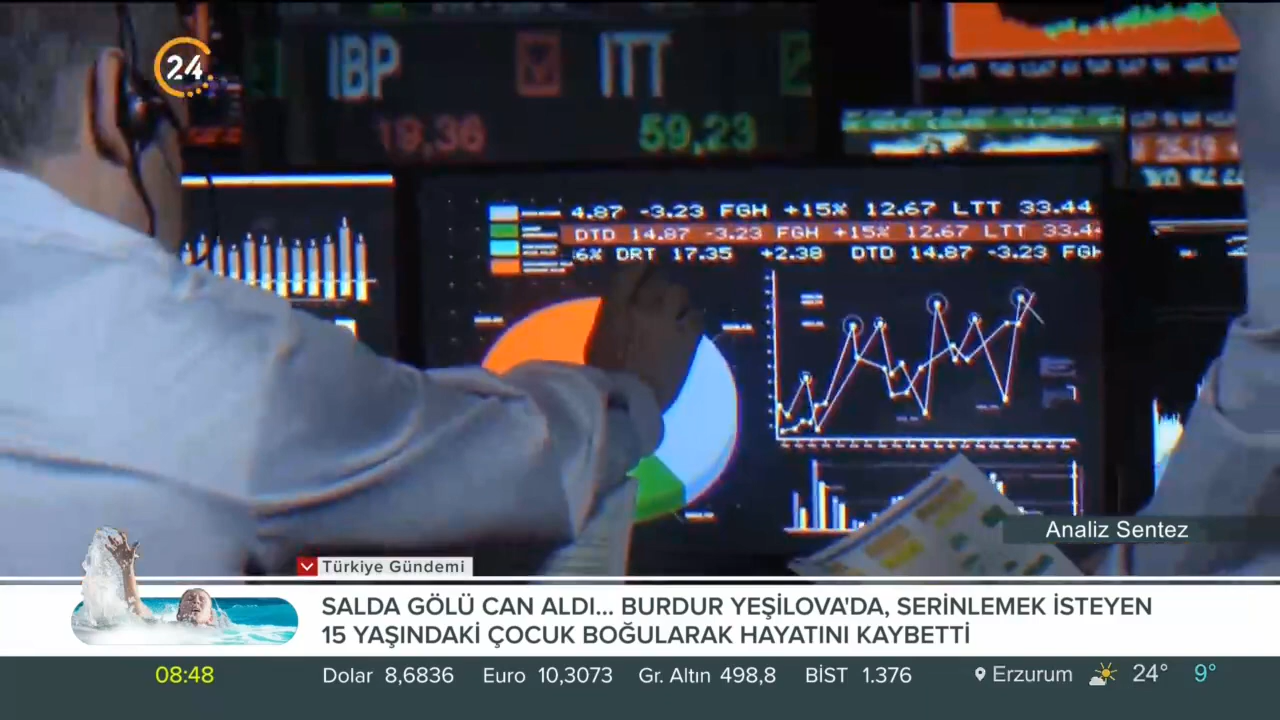 24
IBP ITT
19,36 59,23
26.19
4.87 -3.23 FGH +15% 12.67 LTT 33.44
DTD 14.87 -3.23 FGH +15% 12.67 LTT 33.4
6% DRT 17.35 +2.38 DTD 14.87 -3.23 FGH
Analiz Sentez
Türkiye Gündemi
SALDA GÖLÜ CAN ALDI... BURDUR YEŞİLOVA'DA, SERİNLEMEK İSTEYEN
15 YAŞINDAKİ ÇOCUK BOĞULARAK HAYATINI KAYBETTİ
08:48 Dolar 8,6836 Euro 10,3073 Gr. Altın 498,8 BİST 1.376 Erzurum 24° 9°